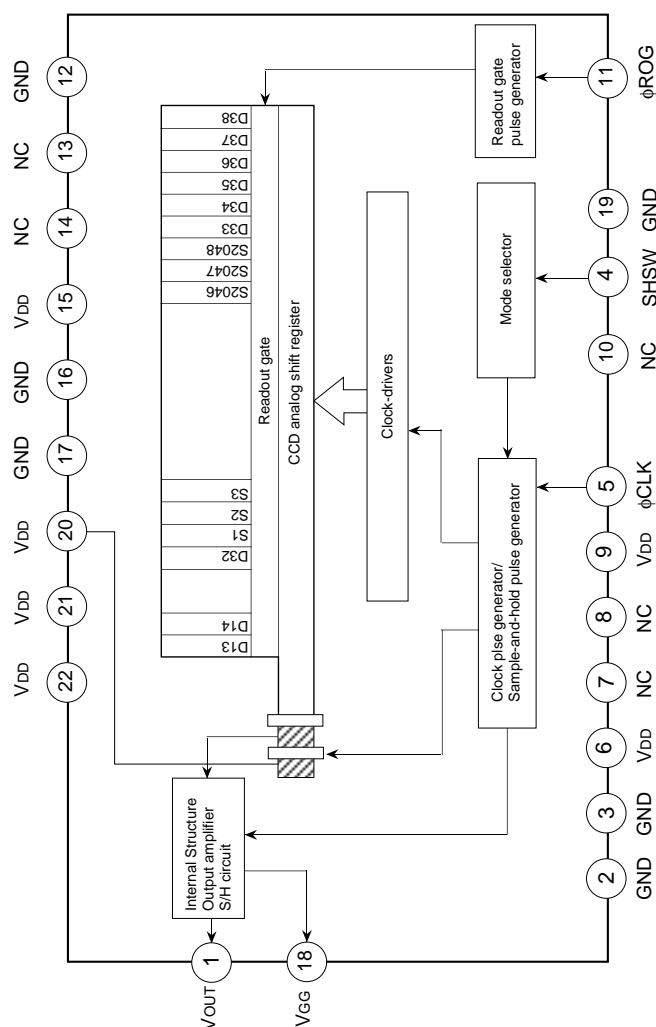 GND
12
NC
13
NC
14
VDD
15
GND
16
GND
17
VDD
20
VDD
21
VDD
22
D38
D37
D36
D35
D34
D33
S2048
S2047
S2046
S3
S2
S1
D32
D14
D13
Readout gate
CCD analog shift register
Clock-drivers
Readout gate
pulse generator
Mode selector
Clock plse generator/
Sample-and-hold pulse generator
Internal Structure
Output amplifier
S/H circuit
11
ϕROG
19
GND
4
SHSW
10
NC
5
ϕCLK
9
VDD
8
NC
7
NC
6
VDD
3
GND
2
GND
1
VOUT
18
VGG